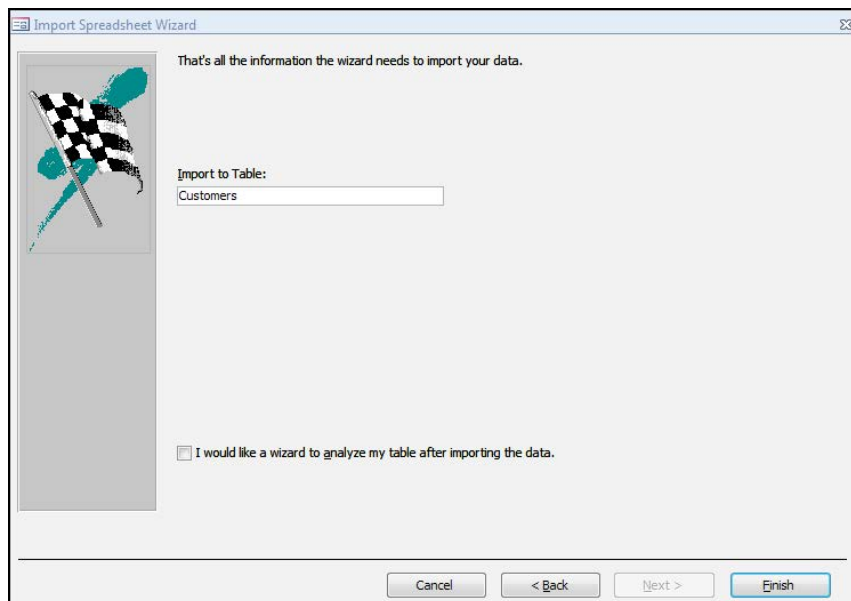 Import Spreadsheet Wizard
That's all the information the wizard needs to import your data.
Import to Table:
Customers
I would like a wizard to analyze my table after importing the data.
Cancel
< Back
Next >
Finish